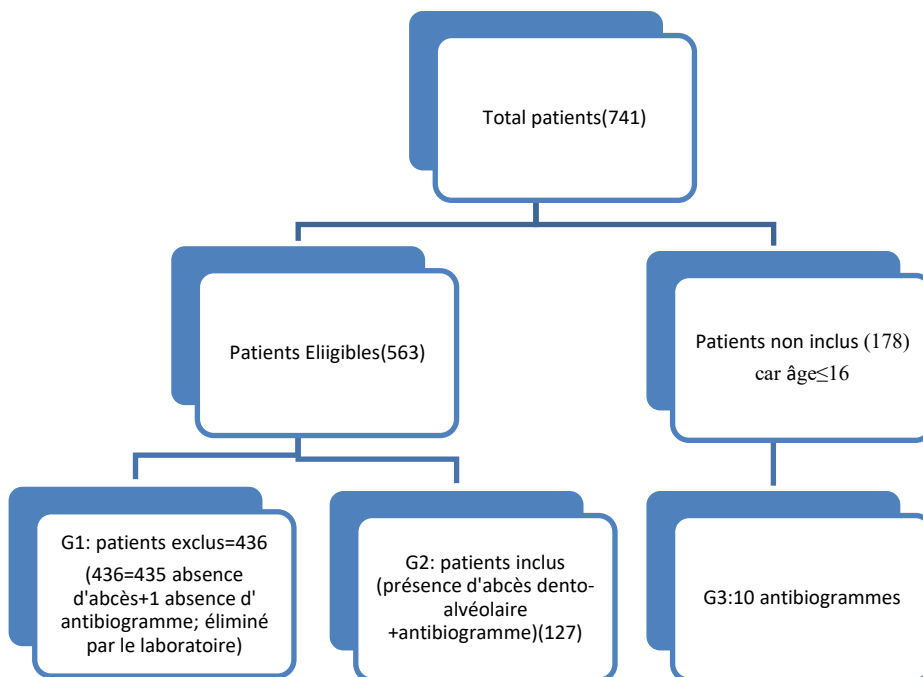 Total patients(741)
Patients Eliigibles(563)
Patients non inclus (178)
car âge≤16
G1: patients exclus=436
(436=435 absence
d'abcès+1 absence d'
antibiogramme; éliminé
par le laboratoire)
G2: patients inclus
(présence d'abcès dento-
alvéolaire
+antibiogramme)(127)
G3:10 antibiogrammes